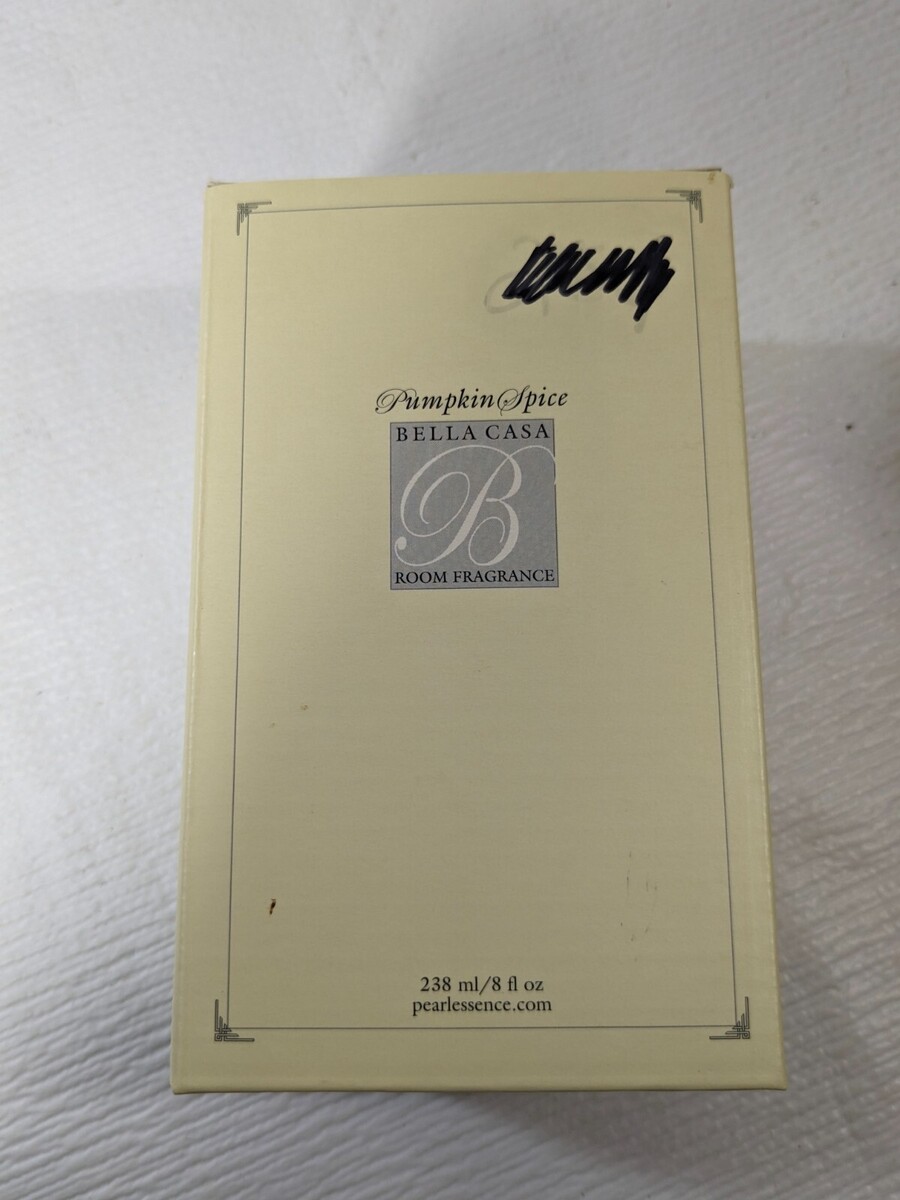 Pumpkin Spice
BELLA CASA
B
ROOM FRAGRANCE
238 ml/8 fl oz
pearlessence.com